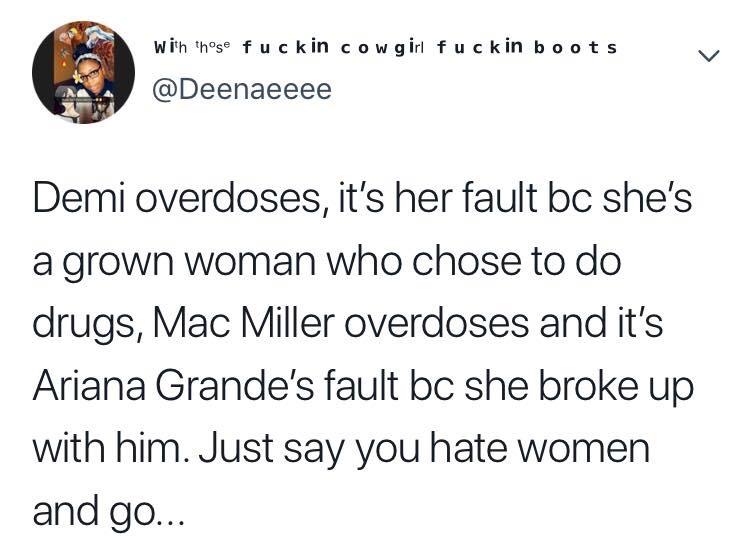 With those fuckin cowgirl fuckin boots
@Deenaeeee
Demi overdoses, it’s her fault bc she’s
a grown woman who chose to do
drugs, Mac Miller overdoses and it’s
Ariana Grande’s fault bc she broke up
with him. Just say you hate women
and go...